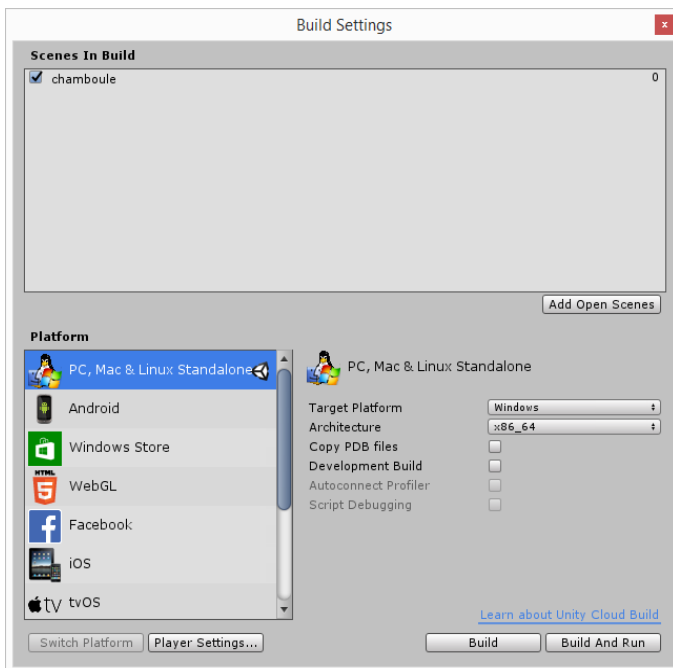 Build Settings
x
Scenes In Build
chamboule 0
Add Open Scenes
Platform
PC, Mac & Linux Standalone
Android
Windows Store
HTML
5
WebGL
f
Facebook
iOS
tv
tvOS
PC, Mac & Linux Standalone
Target Platform Windows
Architecture x86_64
Copy PDB files
Development Build
Autoconnect Profiler
Script Debugging
Learn about Unity Cloud Build
Switch Platform
Player Settings...
Build
Build And Run